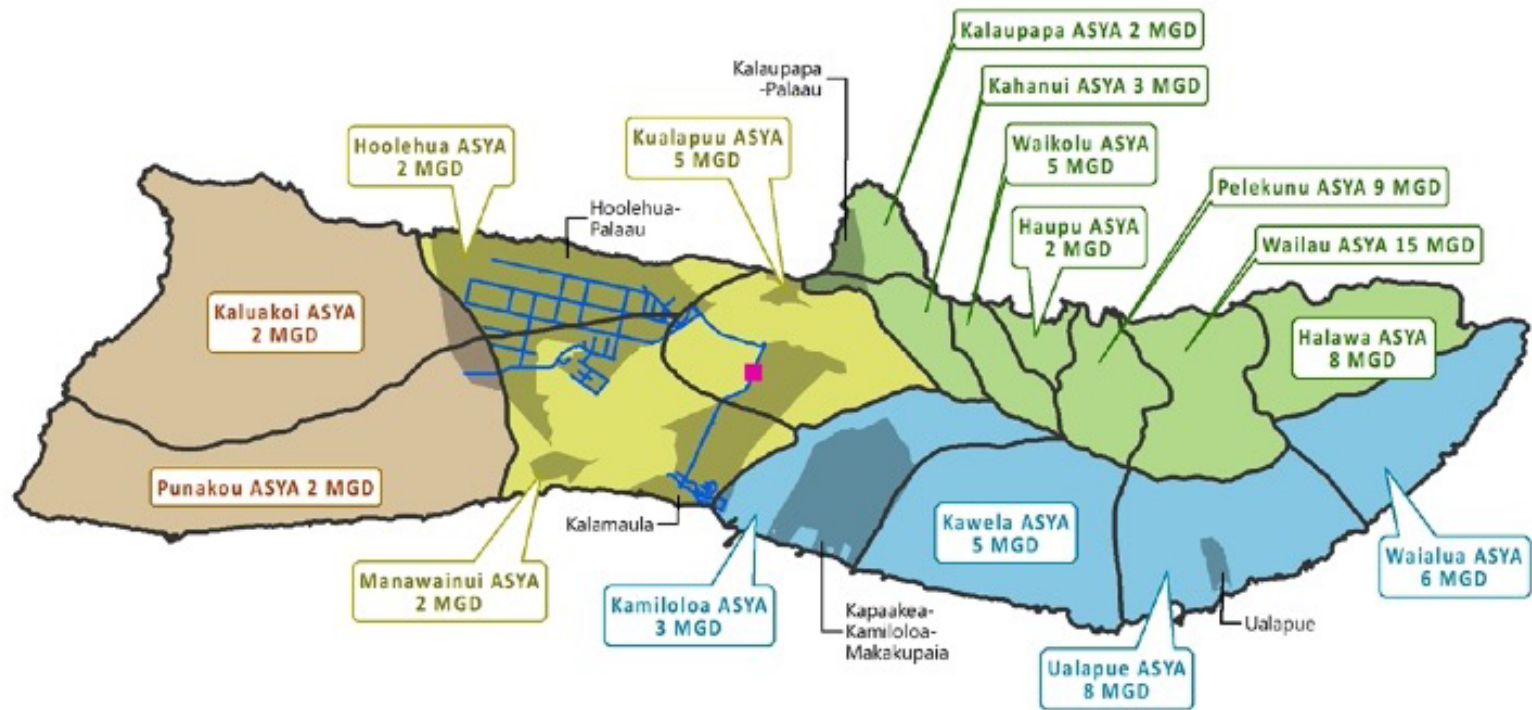 Kalaupapa ASYA 2 MGD
Kalaupapa
-Palaau
Kahanui ASYA 3 MGD
Hoolehua ASYA
2 MGD
Kualapuu ASYA
5 MGD
Waikolu ASYA
5 MGD
Pelekunu ASYA 9 MGD
Hoolehua-
Palaau
Haupu ASYA
2 MGD
Wailau ASYA 15 MGD
Kaluakoi ASYA
2 MGD
Halawa ASYA
8 MGD
Punakou ASYA 2 MGD
Kalamaula
Kawela ASYA
5 MGD
Waialua ASYA
6 MGD
Manawainui ASYA
2 MGD
Kamiloloa ASYA
3 MGD
Kapaakea-
Kamiloloa-
Makakupaia
Ualapue
Ualapue ASYA
8 MGD